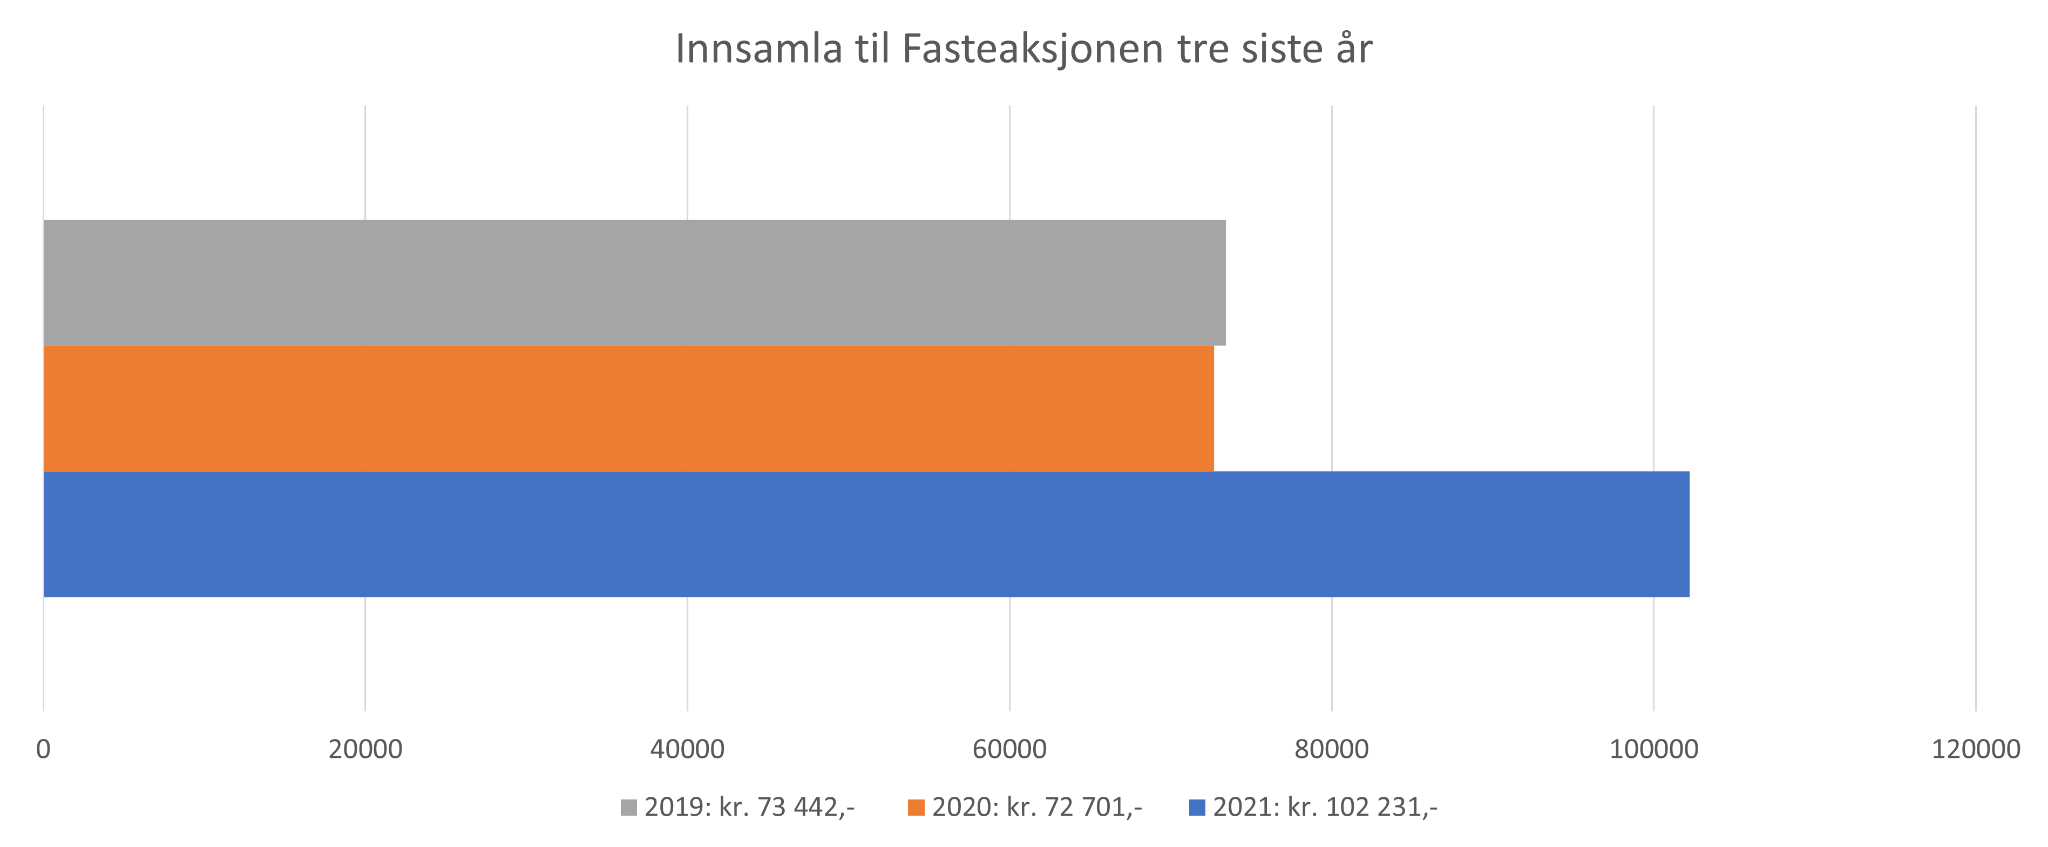 Innsamla til Fasteaksjonen tre siste år
0 20000 40000 60000 80000 100000 120000
2019: kr. 73 442,- 2020: kr. 72 701,- 2021: kr. 102 231,-